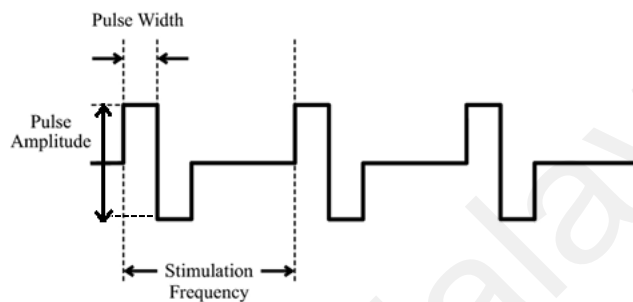 Pulse Width
Pulse
Amplitude
Stimulation
Frequency